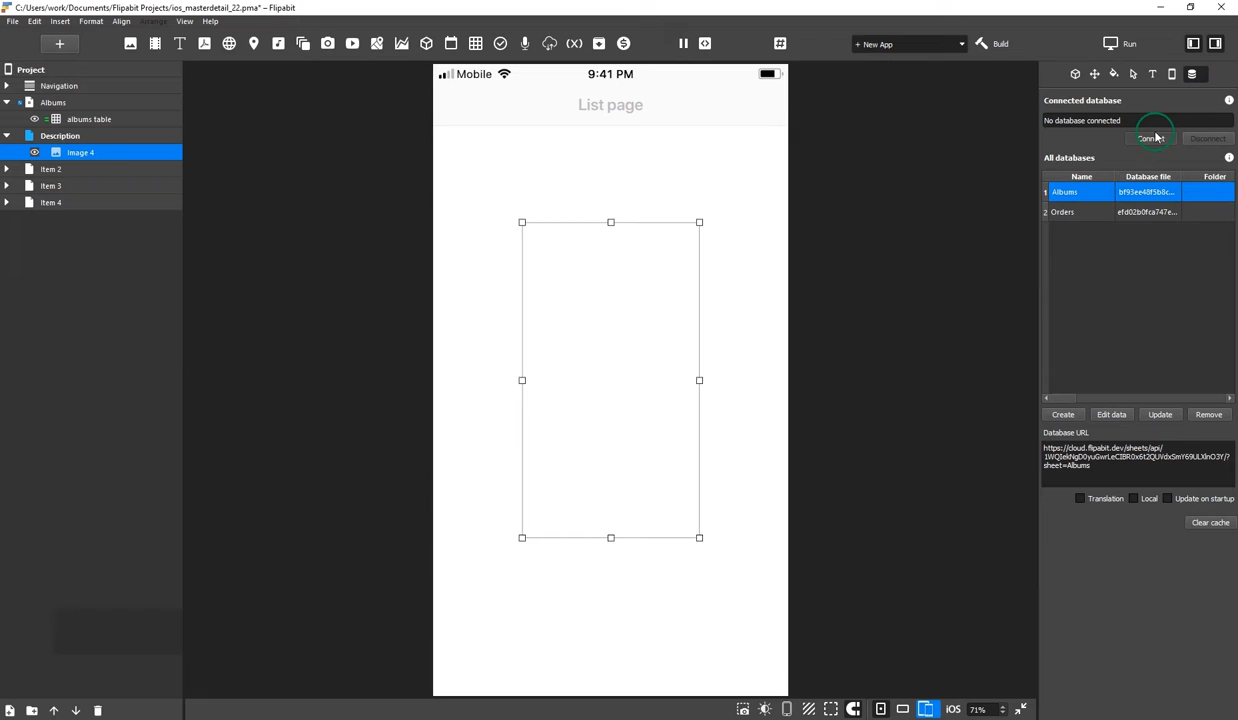 C:/Users/work/Documents/Flipabit Projects/ios_masterdetail_22.pma* – Flipabit
File Edit Insert Format Align Arrange View Help
+ New App
Build
Run
Project
Navigation
Albums
albums table
Description
Image 4
Item 2
Item 3
Item 4
Mobile 9:41 PM
List page
Connected database
No database connected
Connect Disconnect
All databases
Name Database file Folder
1 Albums bf93ee48f5b8c...
2 Orders efd02b0fca747e...
Create Edit data Update Remove
Database URL
https://cloud.flipabit.dev/sheets/api/
?sheet=Albums
Translation Local Update on startup
Clear cache
iOS 71%